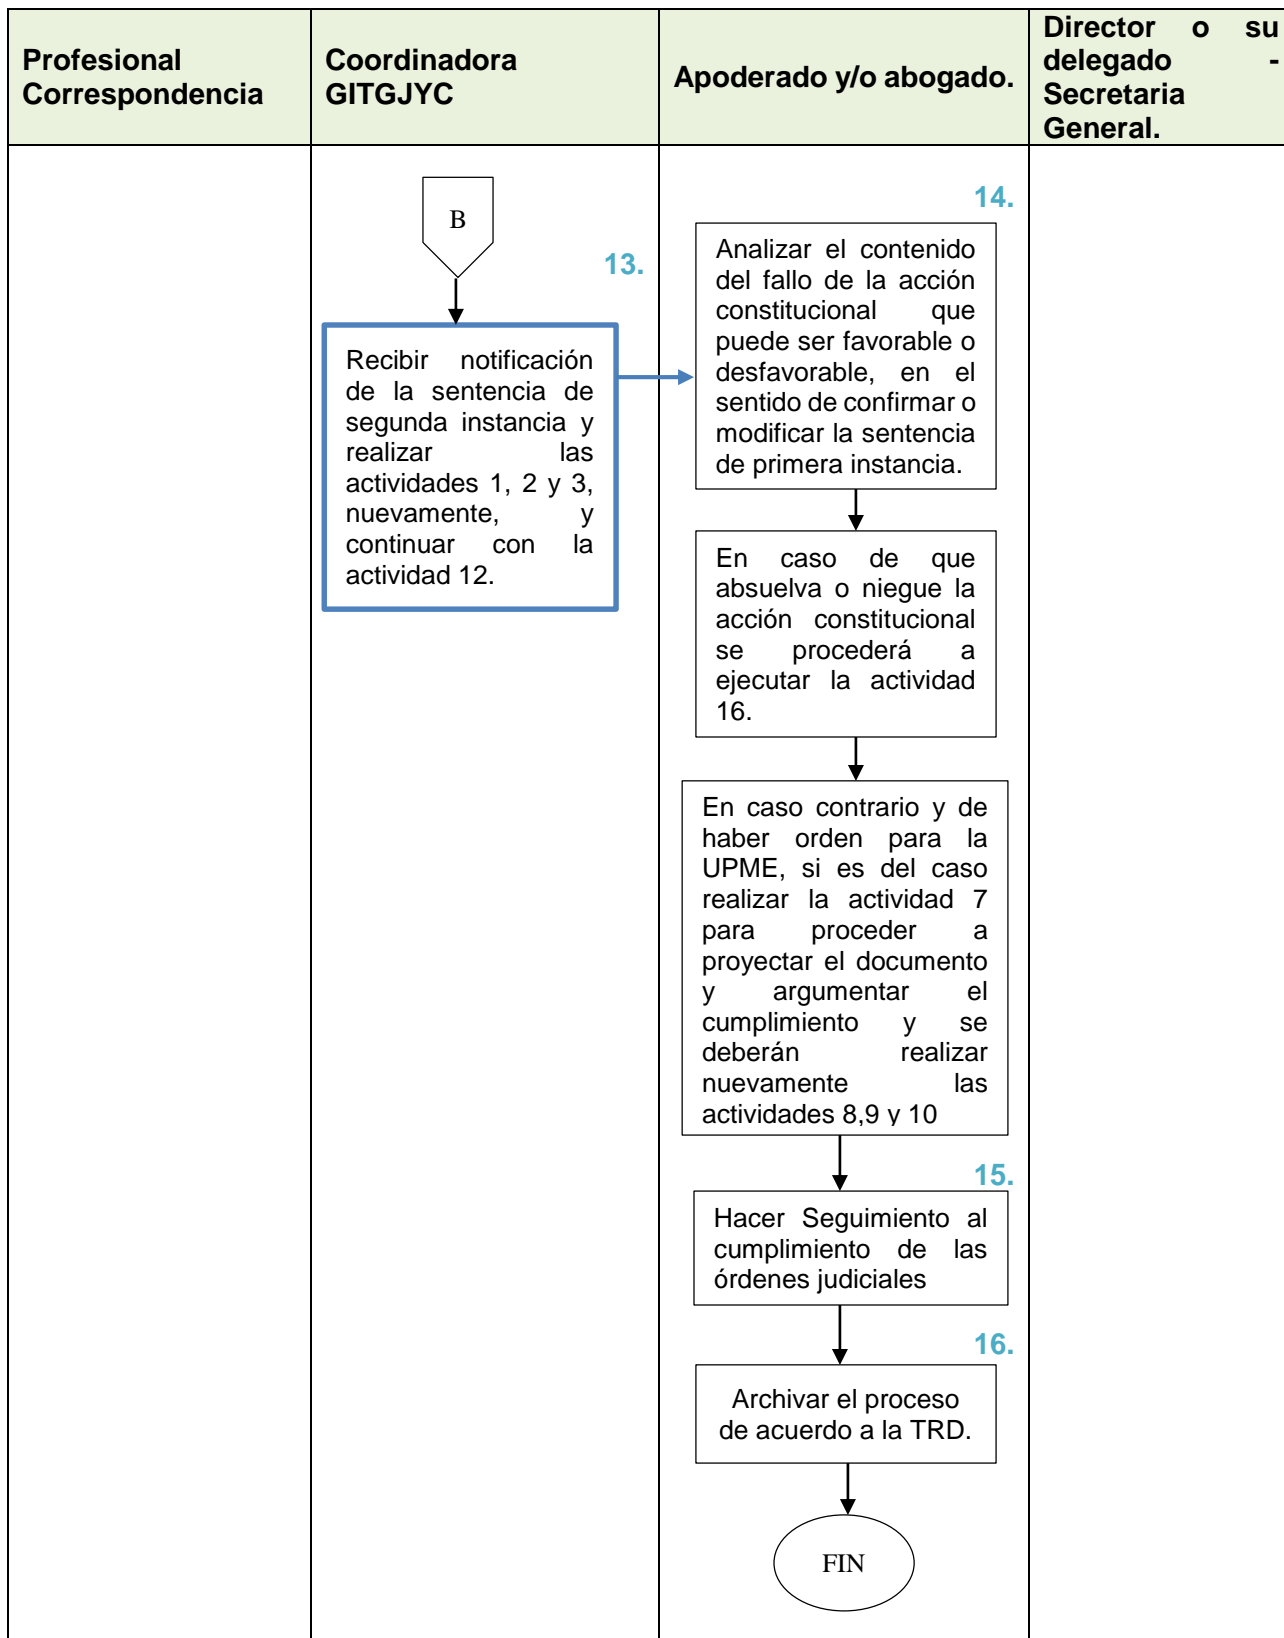 Profesional
Correspondencia
Coordinadora
GITGJYC
Apoderado y/o abogado.
Director o su
delegado -
Secretaria
General.
B
13.
Recibir notificación
de la sentencia de
segunda instancia y
realizar las
actividades 1, 2 y 3,
nuevamente, y
continuar con la
actividad 12.
14.
Analizar el contenido
del fallo de la acción
constitucional que
puede ser favorable o
desfavorable, en el
sentido de confirmar o
modificar la sentencia
de primera instancia.
En caso de que
absuelva o niegue la
acción constitucional
se procederá a
ejecutar la actividad
16.
En caso contrario y de
haber orden para la
UPME, si es del caso
realizar la actividad 7
para proceder a
proyectar el documento
y argumentar el
cumplimiento y se
deberán realizar
nuevamente las
actividades 8,9 y 10
15.
Hacer Seguimiento al
cumplimiento de las
órdenes judiciales
16.
Archivar el proceso
de acuerdo a la TRD.
FIN